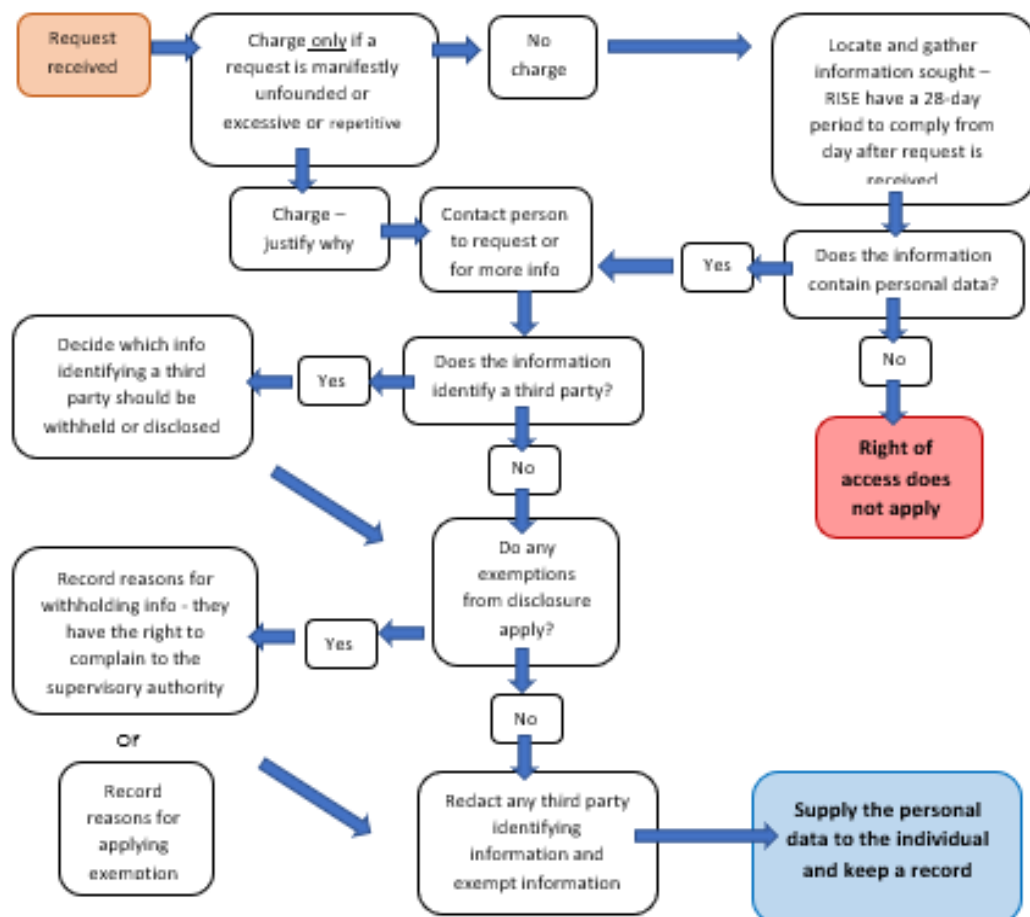 Request
received
Charge only if a
request is manifestly
unfounded or
excessive or repetitive
No
charge
Locate and gather
information sought –
RISE have a 28-day
period to comply from
day after request is
received
Charge –
justify why
Contact person
to request or
for more info
Yes
Does the information
contain personal data?
No
Right of
access does
not apply
Does the information
identify a third party?
Yes
Decide which info
identifying a third
party should be
withheld or disclosed
No
Do any
exemptions
from disclosure
apply?
Yes
Record reasons for
withholding info - they
have the right to
complain to the
supervisory authority
or
Record
reasons for
applying
exemption
No
Redact any third party
identifying
information and
exempt information
Supply the personal
data to the individual
and keep a record